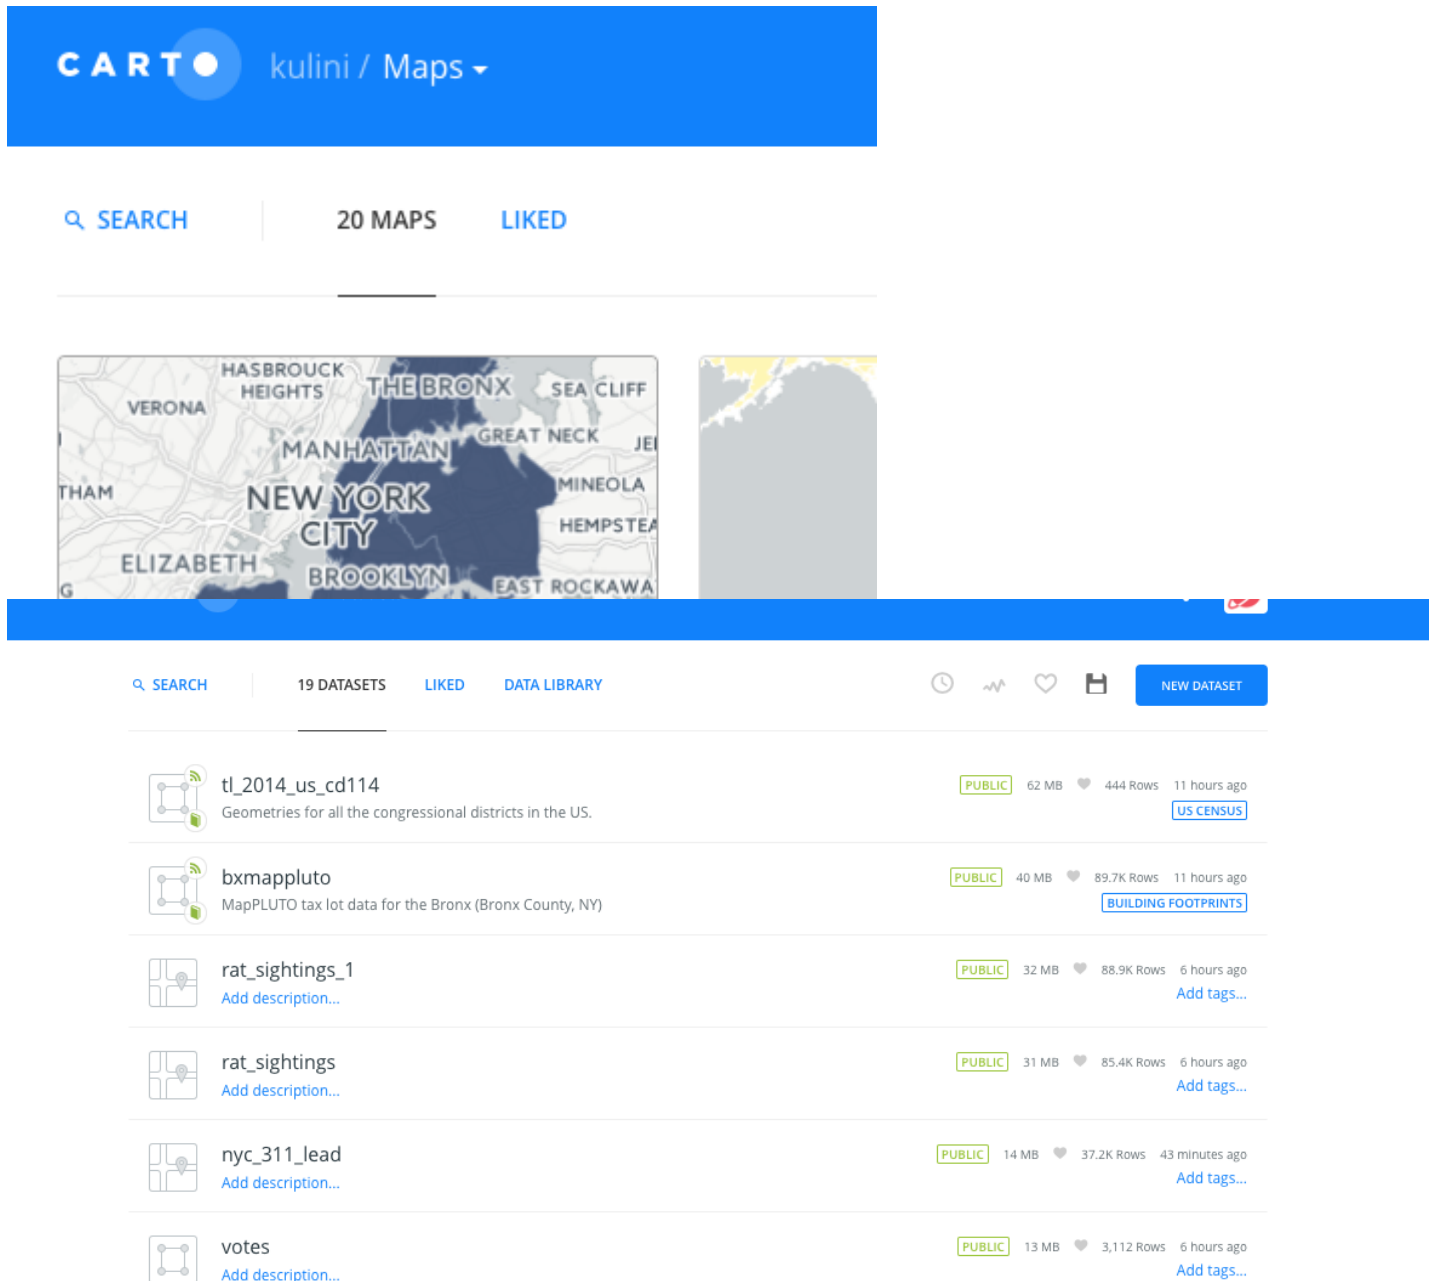 CARTO kulini / Maps
SEARCH 20 MAPS LIKED
HASBROUCK
HEIGHTS
THE BRONX
SEA CLIFF
VERONA
GREAT NECK
MANHATTAN
THAM
NEW YORK
CITY
MINEOLA
HEMPSTEA
ELIZABETH
BROOKLYN
EAST ROCKAWA
G
SEARCH 19 DATASETS LIKED DATA LIBRARY NEW DATASET
tl_2014_us_cd114 PUBLIC 62 MB 444 Rows 11 hours ago
Geometries for all the congressional districts in the US. US CENSUS
bxmappluto PUBLIC 40 MB 89.7K Rows 11 hours ago
MapPLUTO tax lot data for the Bronx (Bronx County, NY) BUILDING FOOTPRINTS
rat_sightings_1 PUBLIC 32 MB 88.9K Rows 6 hours ago
Add description... Add tags...
rat_sightings PUBLIC 31 MB 85.4K Rows 6 hours ago
Add description... Add tags...
nyc_311_lead PUBLIC 14 MB 37.2K Rows 43 minutes ago
Add description... Add tags...
votes PUBLIC 13 MB 3,112 Rows 6 hours ago
Add description... Add tags...